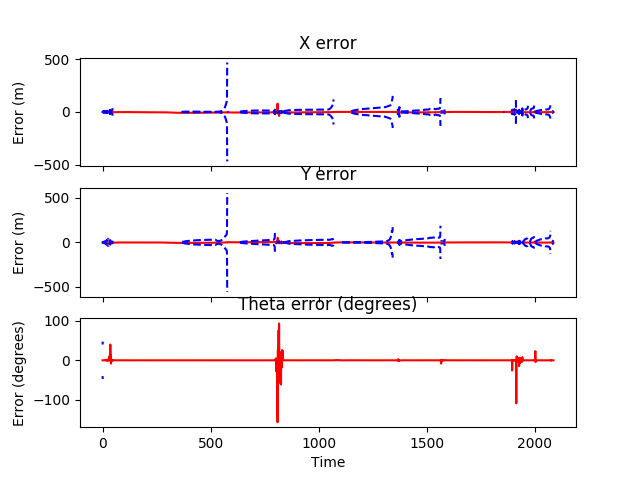 X error
500
0
−500
Error (m)
Y error
500
0
−500
Error (m)
Theta error (degrees)
100
0
−100
Error (degrees)
0
500
1000
1500
2000
Time